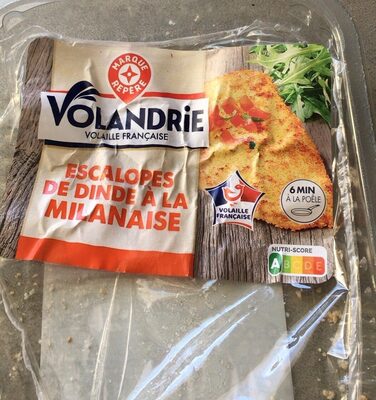 MARQUE
REPÈRE
VOLANDRIE
VOLAILLE FRANÇAISE
ESCALOPES
DE DINDE À LA
MILANAISE
VOLAILLE
FRANÇAISE
6 MIN
À LA POÊLE
NUTRI-SCORE
A B C D E